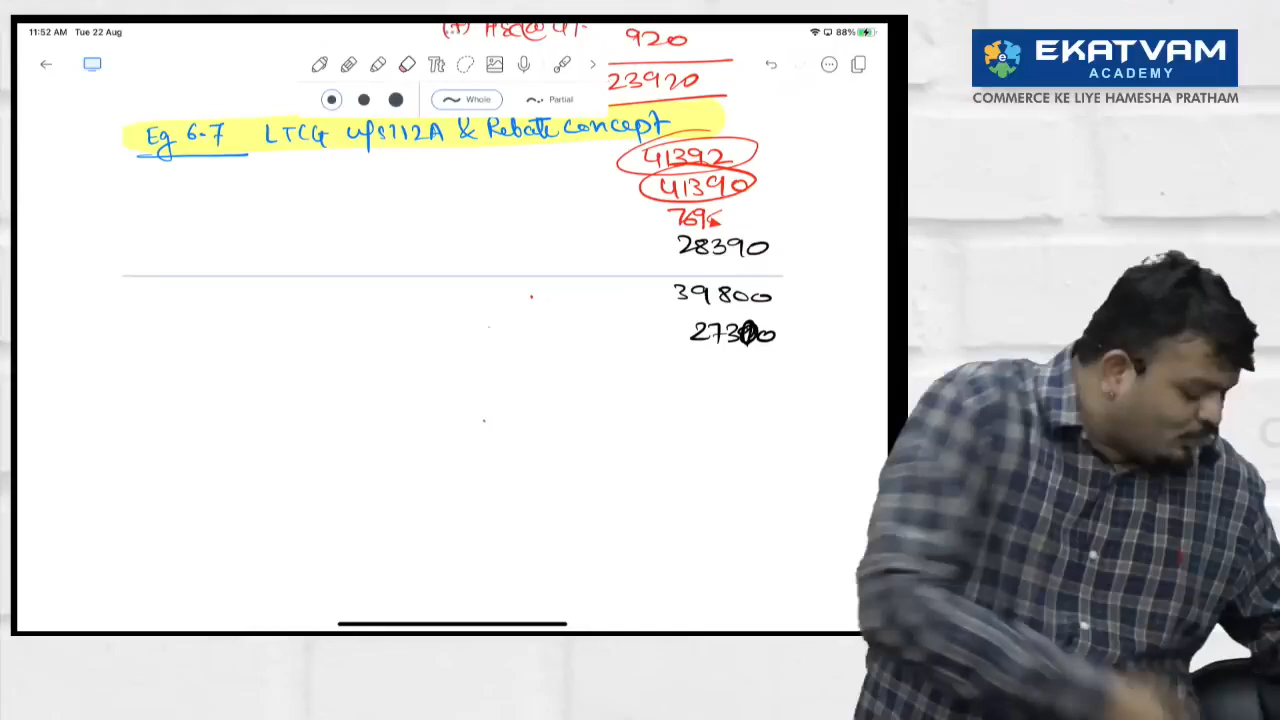 11:52 AM Tue 22 Aug
88%
EKATVAM
ACADEMY
COMMERCE KE LIYE HAMESHA PRATHAM
920
23920
Whole
Partial
Eg 6.7 LTCG u/s 112A & Rebate concept
41392
41390
28390
39800